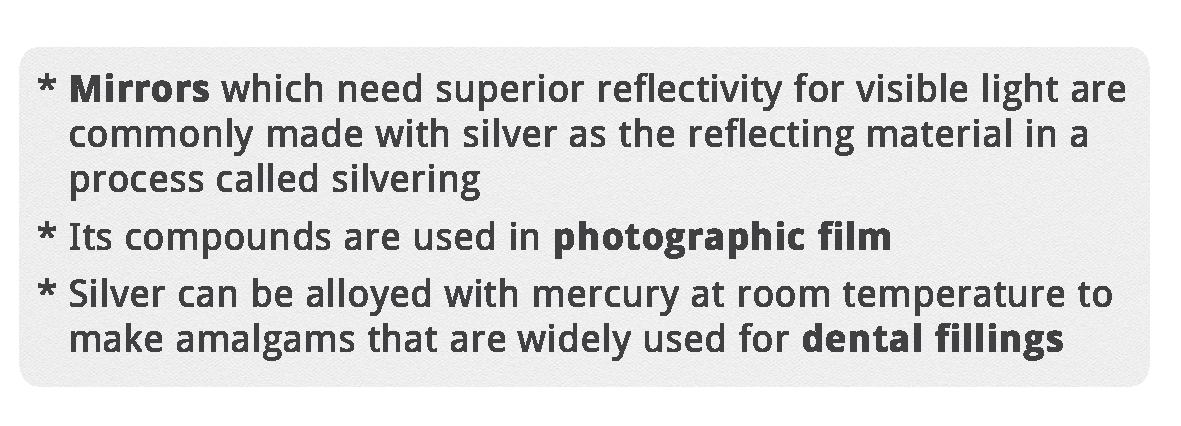 * Mirrors which need superior reflectivity for visible light are
commonly made with silver as the reflecting material in a
process called silvering
* Its compounds are used in photographic film
* Silver can be alloyed with mercury at room temperature to
make amalgams that are widely used for dental fillings